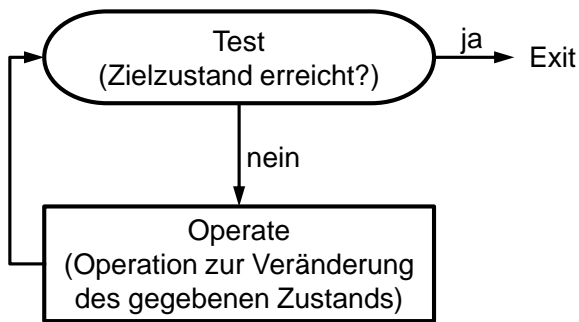 Test
(Zielzustand erreicht?)
ja
Exit
nein
Operate
(Operation zur Veränderung
des gegebenen Zustands)